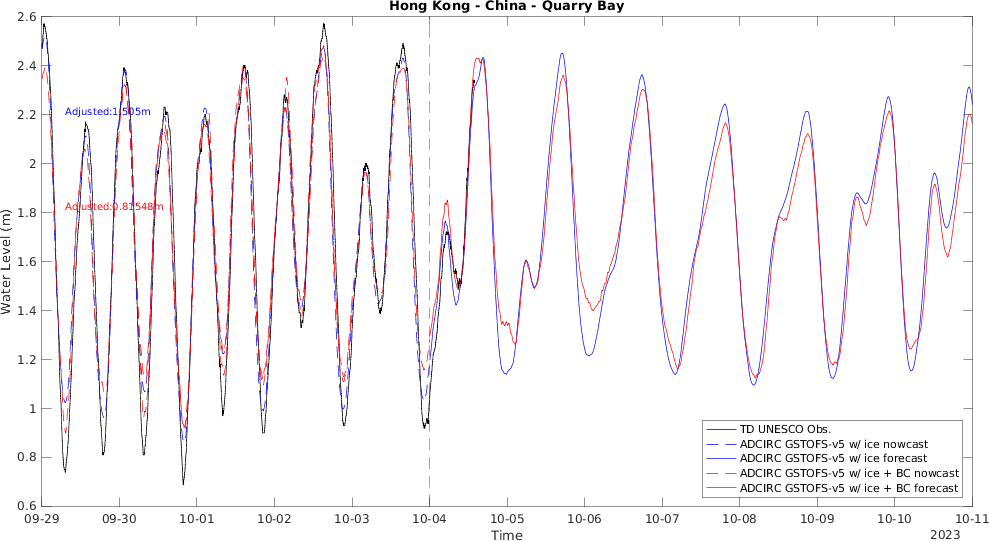 Hong Kong - China - Quarry Bay
Water Level (m)
2.6
2.4
2.2
2
1.8
1.6
1.4
1.2
1
0.8
0.6
Adjusted:1.505m
Adjusted:0.81548m
TD UNESCO Obs.
ADCIRC GSTOFS-v5 w/ ice nowcast
ADCIRC GSTOFS-v5 w/ ice forecast
ADCIRC GSTOFS-v5 w/ ice + BC nowcast
ADCIRC GSTOFS-v5 w/ ice + BC forecast
09-29 09-30 10-01 10-02 10-03 10-04 10-05 10-06 10-07 10-08 10-09 10-10 10-11
Time
2023